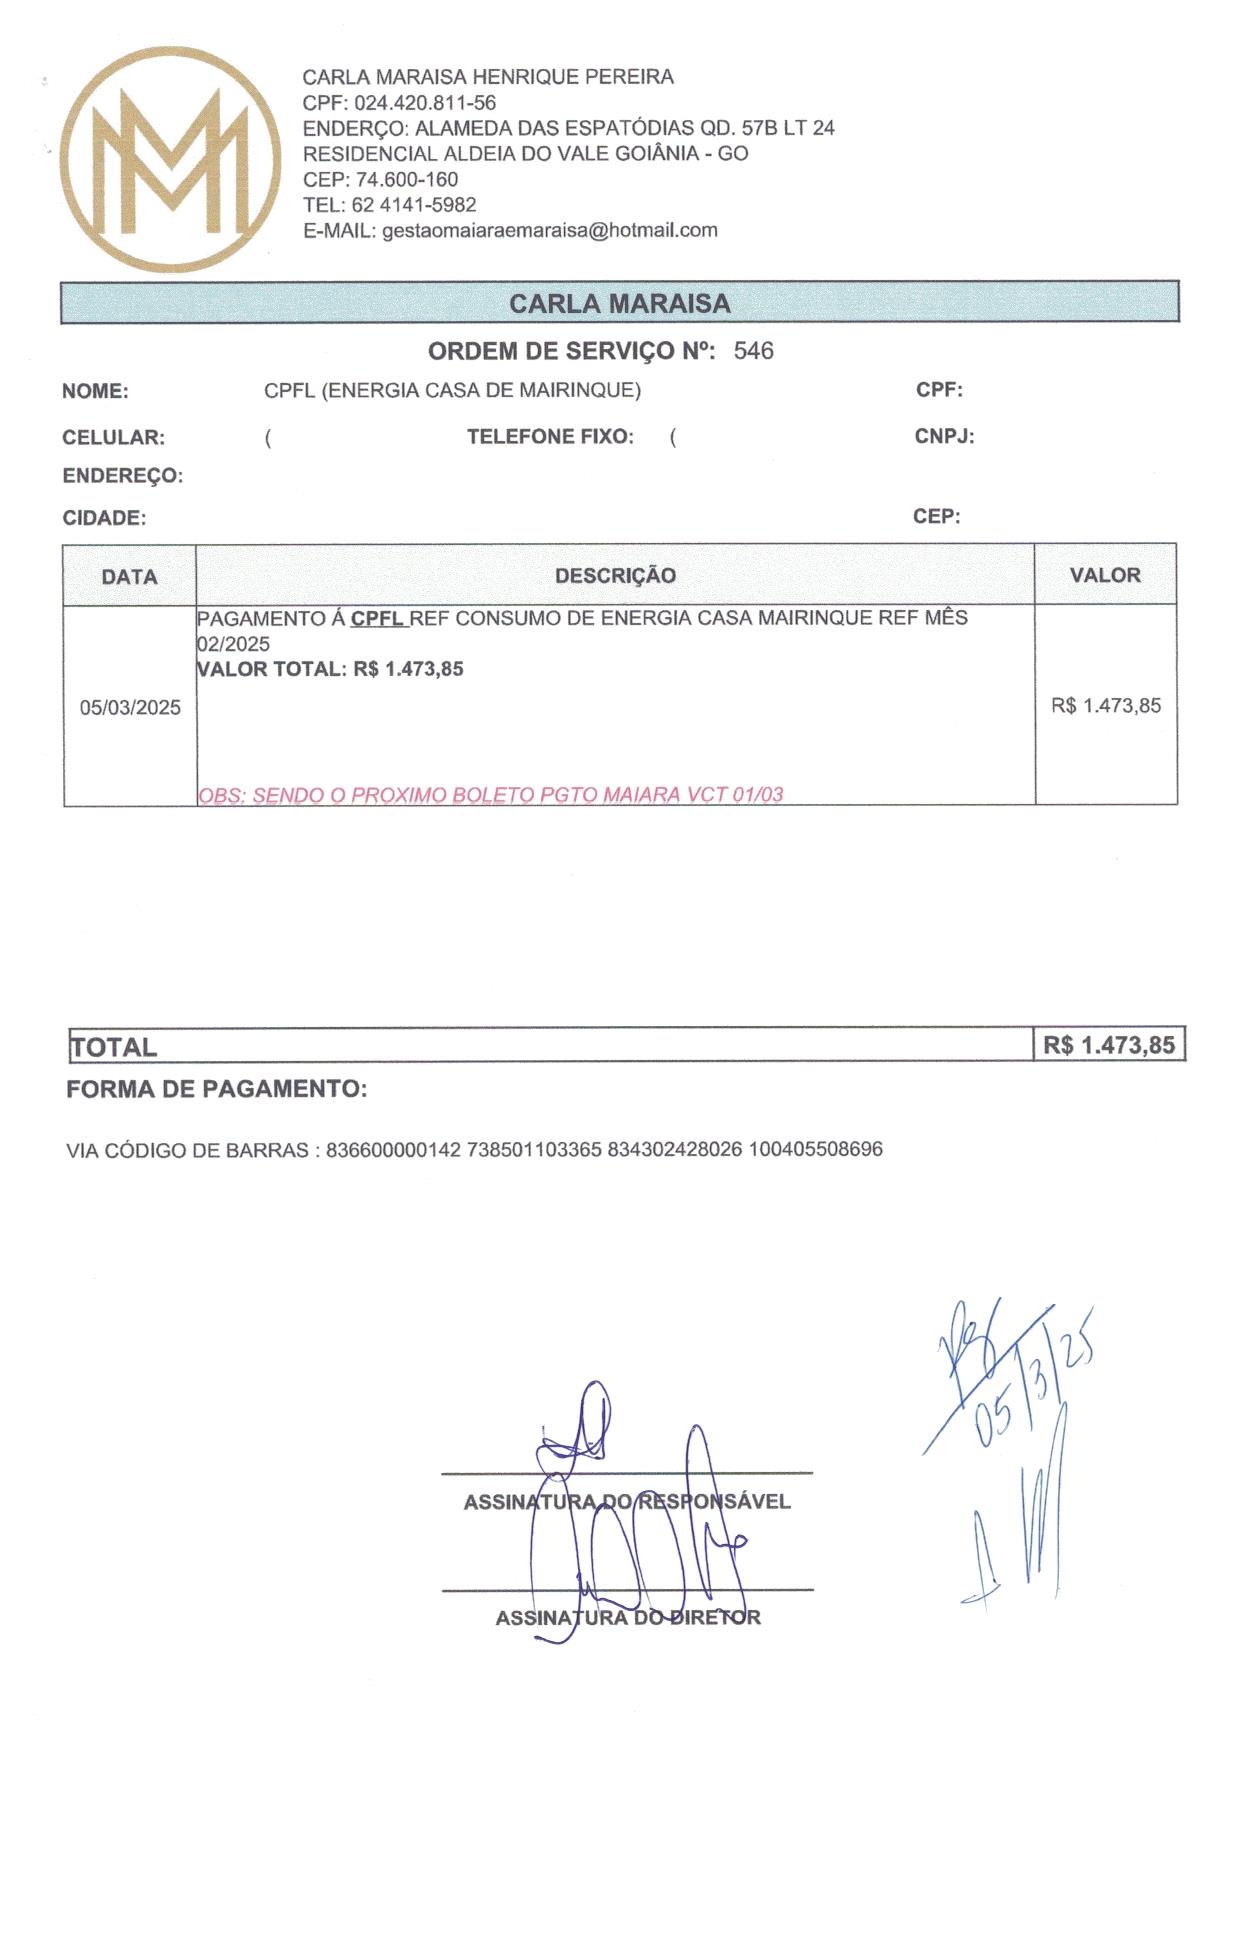 CARLA MARAISA HENRIQUE PEREIRA
CPF: 024.420.811-56
ENDERÇO: ALAMEDA DAS ESPATÓDIAS QD. 57B LT 24
RESIDENCIAL ALDEIA DO VALE GOIÂNIA - GO
CEP: 74.600-160
TEL: 62 4141-5982
E-MAIL: gestaomaiaraemaraisa@hotmail.com
CARLA MARAISA
ORDEM DE SERVIÇO Nº: 546
NOME: CPFL (ENERGIA CASA DE MAIRINQUE) CPF:
CELULAR: ( TELEFONE FIXO: ( CNPJ:
ENDEREÇO:
CIDADE: CEP:
DATA DESCRIÇÃO VALOR
PAGAMENTO Á CPFL REF CONSUMO DE ENERGIA CASA MAIRINQUE REF MÊS
02/2025
VALOR TOTAL: R$ 1.473,85
05/03/2025 R$ 1.473,85
OBS: SENDO O PROXIMO BOLETO PGTO MAIARA VCT 01/03
TOTAL R$ 1.473,85
FORMA DE PAGAMENTO:
VIA CÓDIGO DE BARRAS : 836600000142 738501103365 834302428026 100405508696
05/3/25
ASSINATURA DO RESPONSÁVEL
ASSINATURA DO DIRETOR